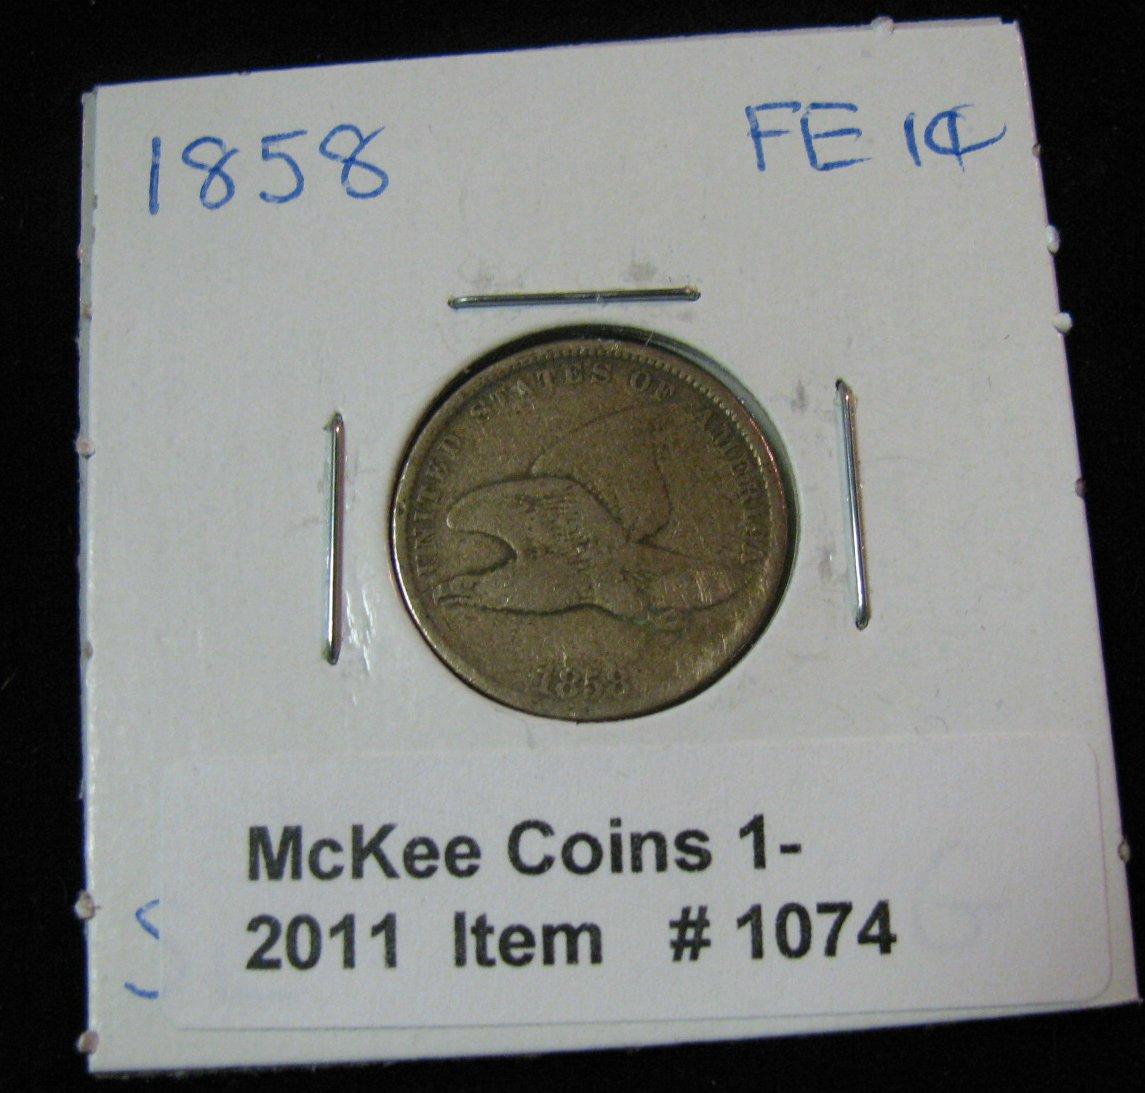 1858 FE 1¢
UNITED STATES OF AMERICA
1858
McKee Coins 1-
2011 Item # 1074